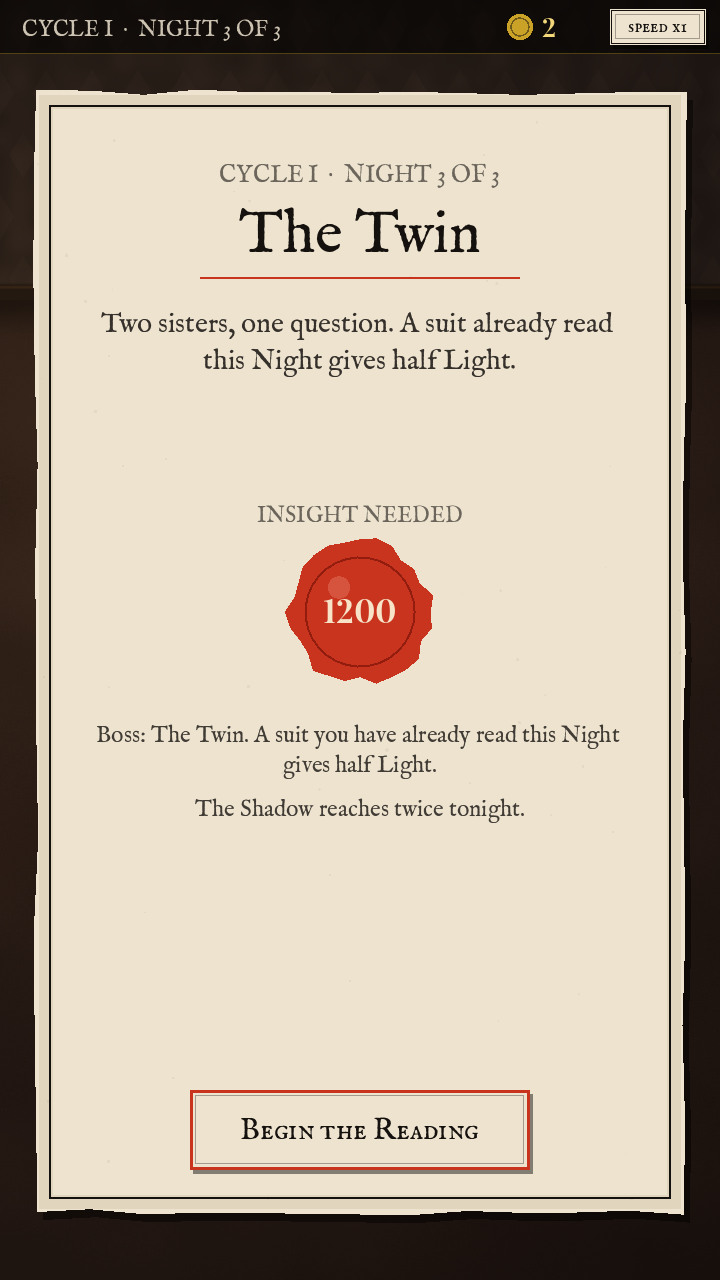 CYCLE I · NIGHT 3 OF 3
2
SPEED X1
CYCLE I · NIGHT 3 OF 3
The Twin
Two sisters, one question. A suit already read
this Night gives half Light.
INSIGHT NEEDED
1200
Boss: The Twin. A suit you have already read this Night
gives half Light.
The Shadow reaches twice tonight.
Begin the Reading